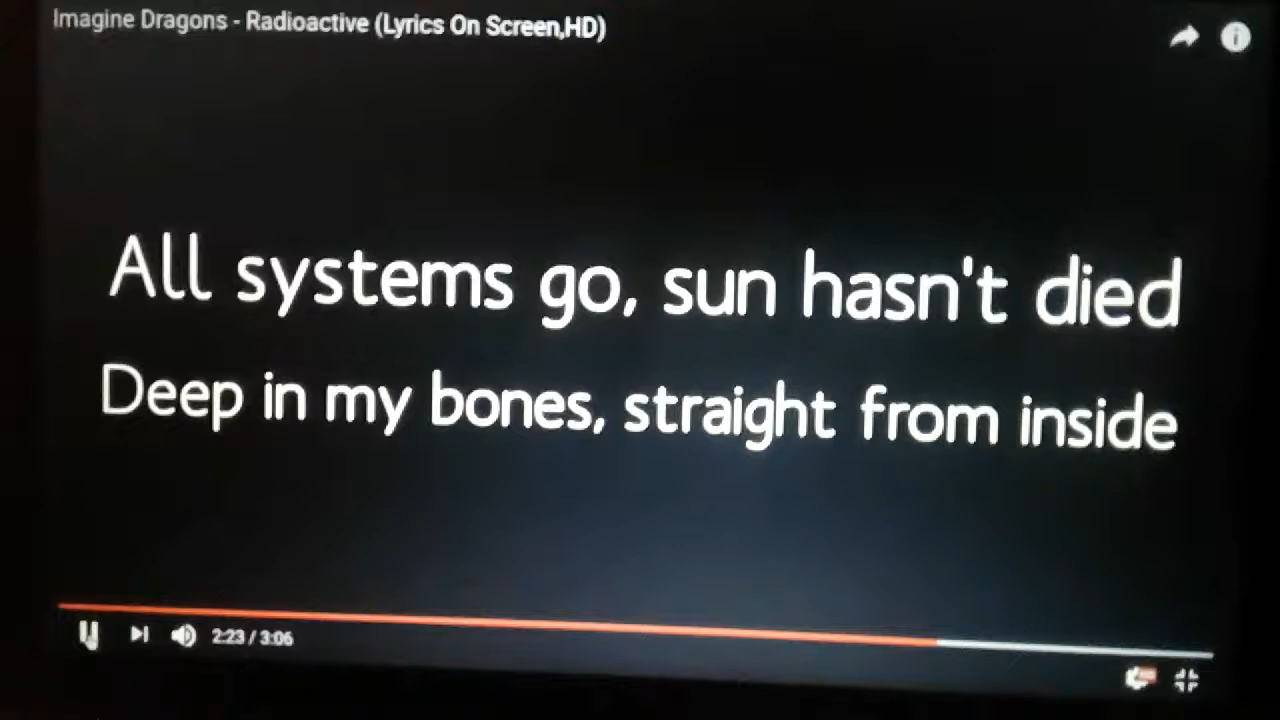 Imagine Dragons - Radioactive (Lyrics On Screen,HD)
All systems go, sun hasn't died
Deep in my bones, straight from inside
2:23 / 3:06